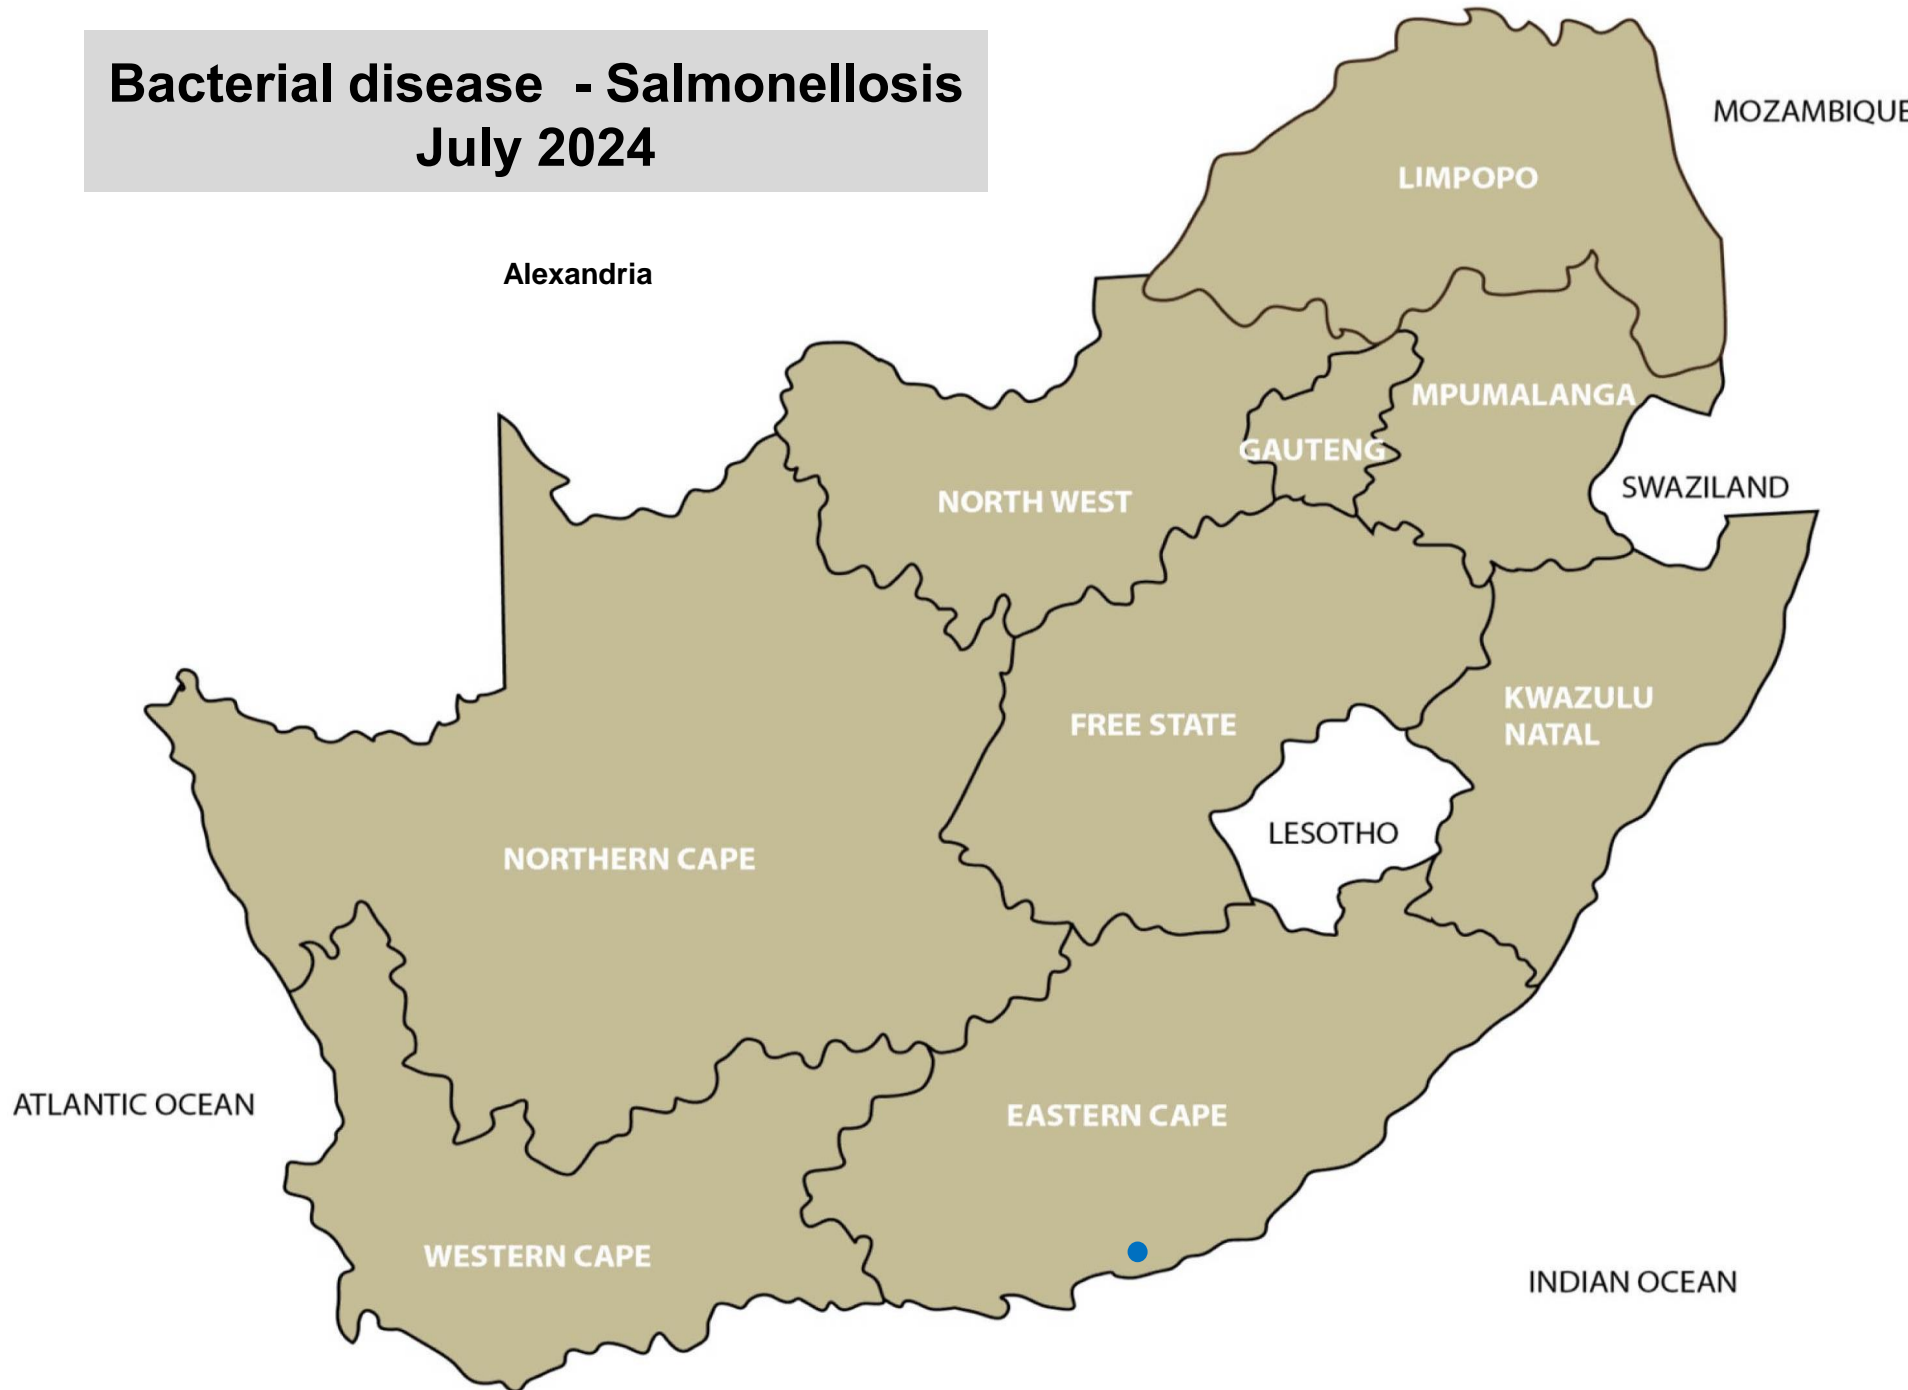 Bacterial disease - Salmonellosis
July 2024
MOZAMBIQUE
LIMPOPO
Alexandria
MPUMALANGA
GAUTENG
SWAZILAND
NORTH WEST
KWAZULU
NATAL
FREE STATE
LESOTHO
NORTHERN CAPE
ATLANTIC OCEAN
EASTERN CAPE
WESTERN CAPE
INDIAN OCEAN